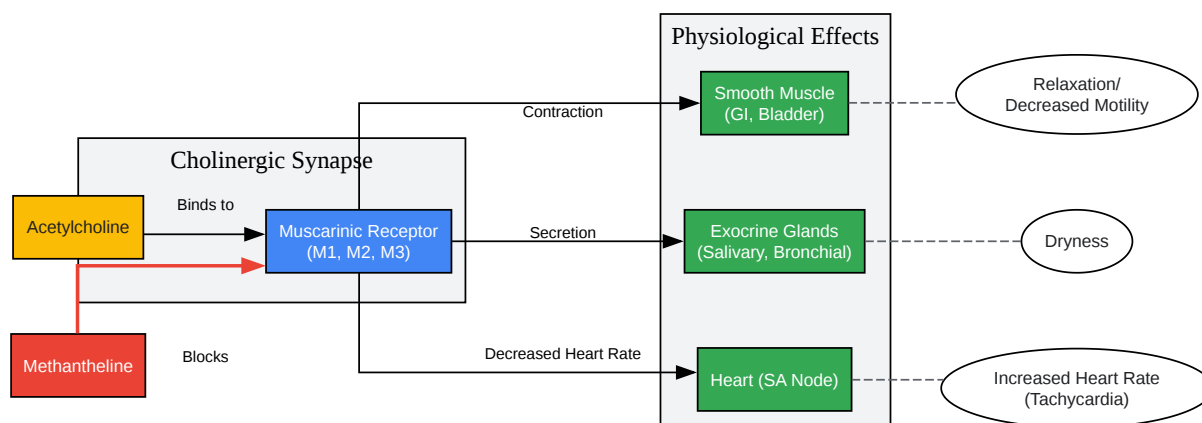 Physiological Effects
Smooth Muscle
(GI, Bladder)
Relaxation/
Decreased Motility
Contraction
Cholinergic Synapse
Acetylcholine
Binds to
Muscarinic Receptor
(M1, M2, M3)
Secretion
Exocrine Glands
(Salivary, Bronchial)
Dryness
Methantheline
Blocks
Decreased Heart Rate
Heart (SA Node)
Increased Heart Rate
(Tachycardia)